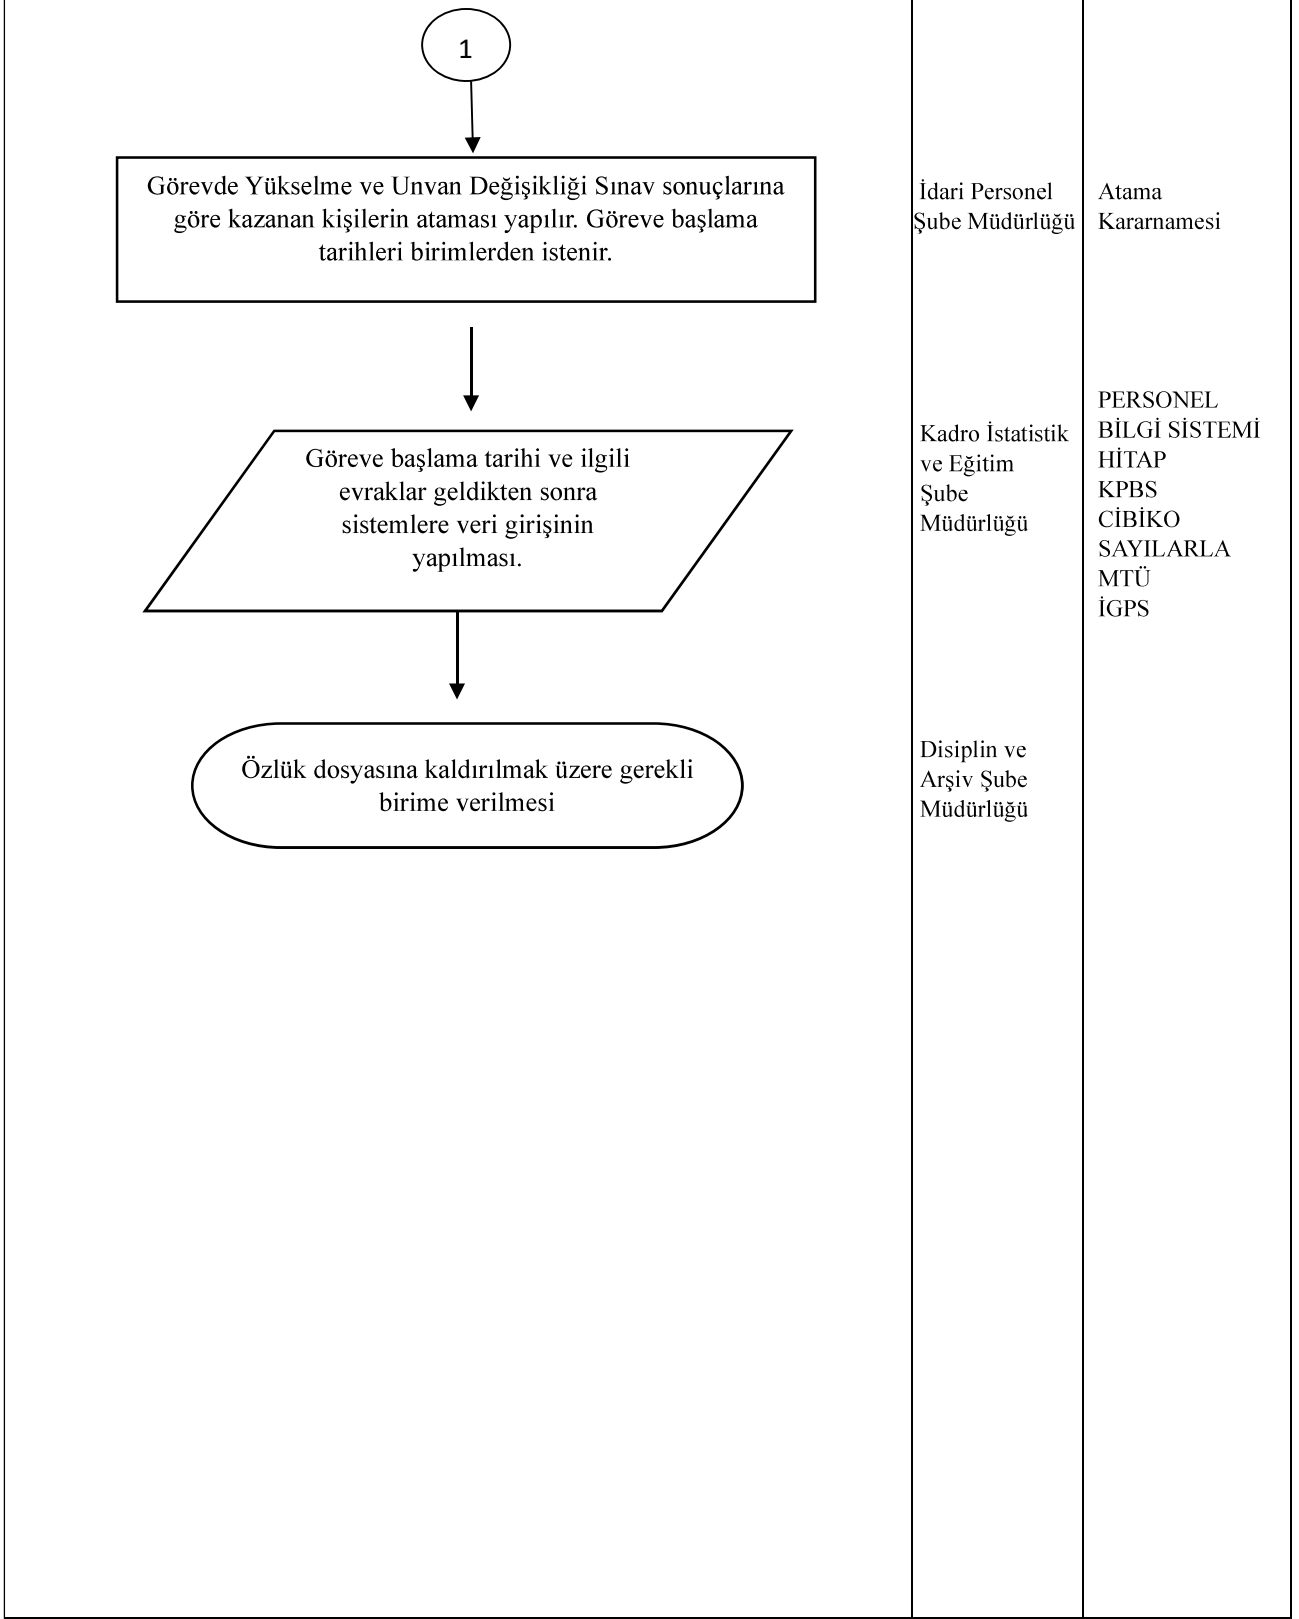 1
Görevde Yükselme ve Unvan Değişikliği Sınav sonuçlarına
göre kazanan kişilerin ataması yapılır. Göreve başlama
tarihleri birimlerden istenir.
İdari Personel
Şube Müdürlüğü
Atama
Kararnamesi
Göreve başlama tarihi ve ilgili
evraklar geldikten sonra
sistemlere veri girişinin
yapılması.
Kadro İstatistik
ve Eğitim
Şube
Müdürlüğü
PERSONEL
BİLGİ SİSTEMİ
HİTAP
KPBS
CİBİKO
SAYILARLA
MTÜ
İGPS
Özlük dosyasına kaldırılmak üzere gerekli
birime verilmesi
Disiplin ve
Arşiv Şube
Müdürlüğü